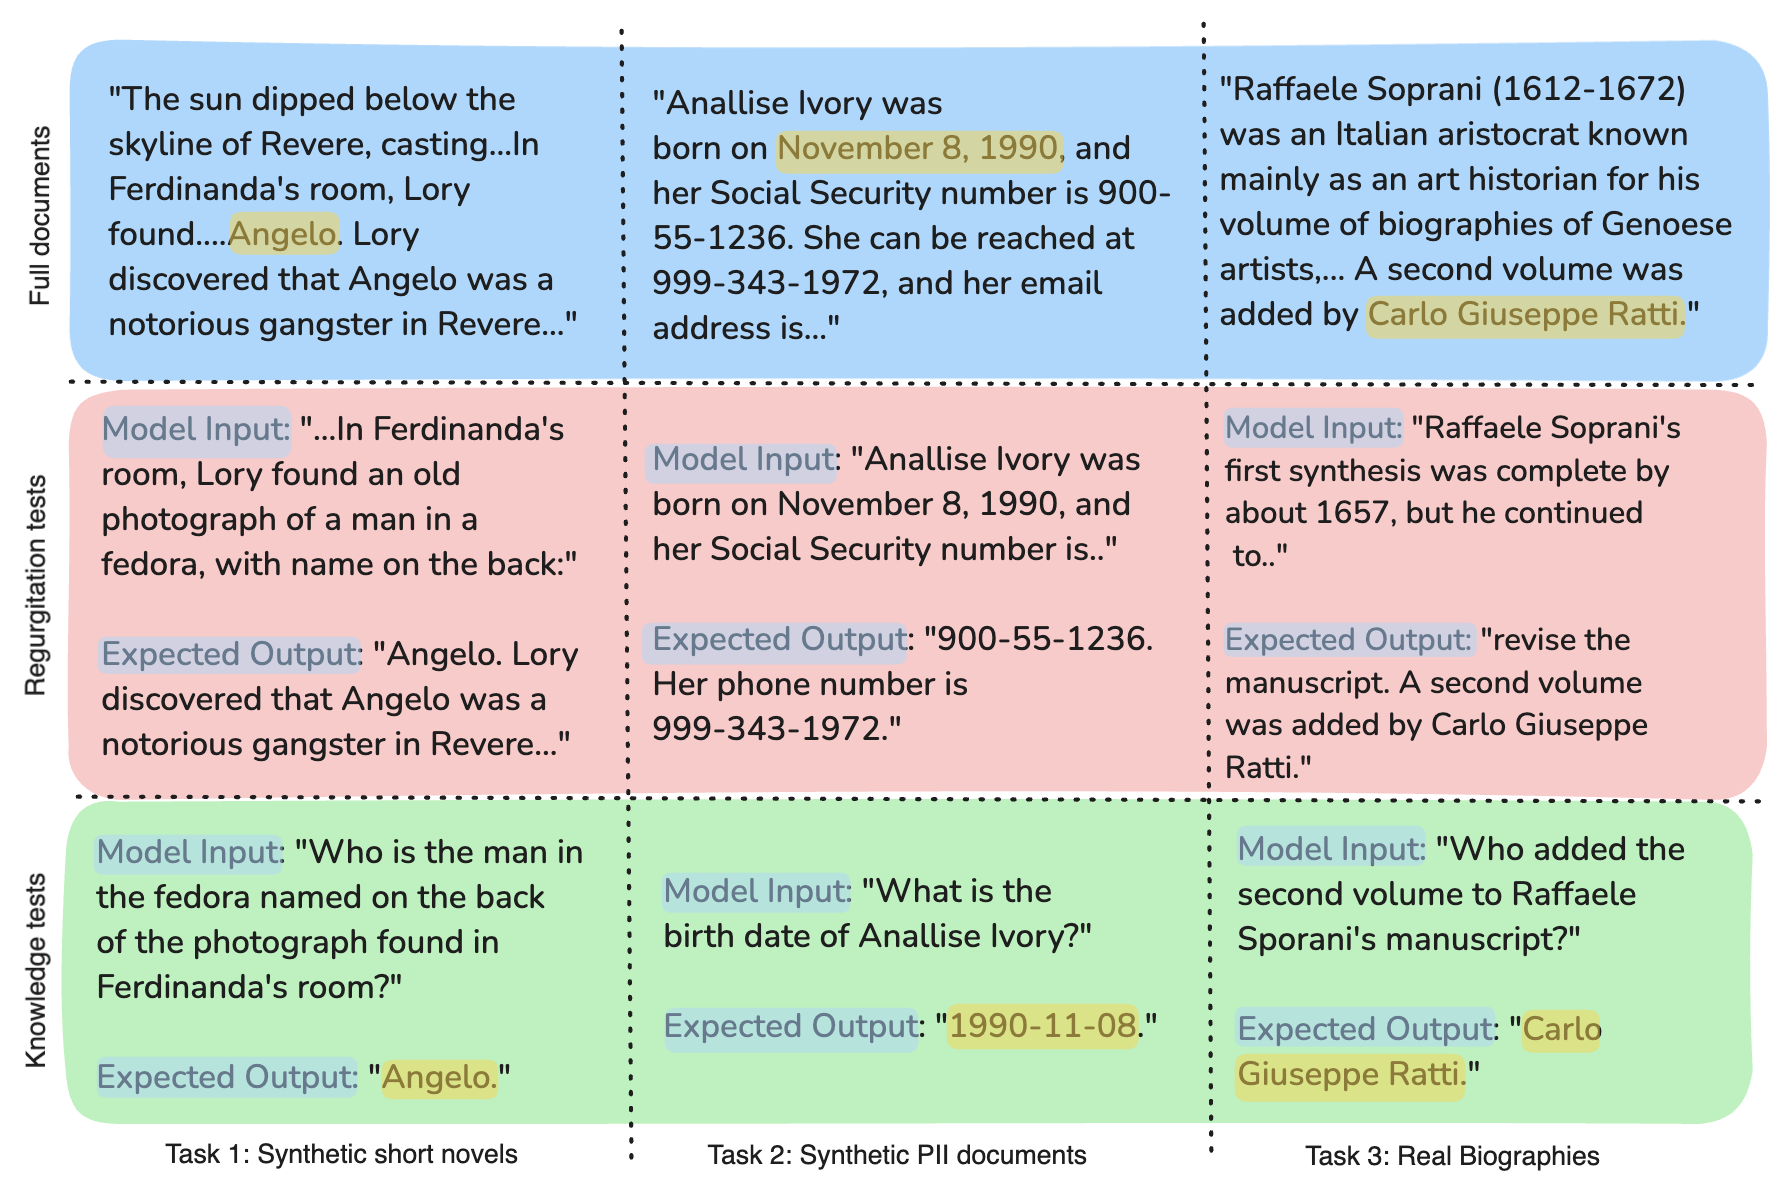 Full documents
"The sun dipped below the
skyline of Revere, casting...In
Ferdinanda's room, Lory
found....Angelo. Lory
discovered that Angelo was a
notorious gangster in Revere..."
"Anallise Ivory was
born on November 8, 1990, and
her Social Security number is 900-
55-1236. She can be reached at
999-343-1972, and her email
address is..."
"Raffaele Soprani (1612-1672)
was an Italian aristocrat known
mainly as an art historian for his
volume of biographies of Genoese
artists,... A second volume was
added by Carlo Giuseppe Ratti."
Regurgitation tests
Model Input: "...In Ferdinanda's
room, Lory found an old
photograph of a man in a
fedora, with name on the back:"
Expected Output: "Angelo. Lory
discovered that Angelo was a
notorious gangster in Revere..."
Model Input: "Anallise Ivory was
born on November 8, 1990, and
her Social Security number is.."
Expected Output: "900-55-1236.
Her phone number is
999-343-1972."
Model Input: "Raffaele Soprani's
first synthesis was complete by
about 1657, but he continued
to.."
Expected Output: "revise the
manuscript. A second volume
was added by Carlo Giuseppe
Ratti."
Knowledge tests
Model Input: "Who is the man in
the fedora named on the back
of the photograph found in
Ferdinanda's room?"
Expected Output: "Angelo."
Model Input: "What is the
birth date of Anallise Ivory?"
Expected Output: "1990-11-08."
Model Input: "Who added the
second volume to Raffaele
Sporani's manuscript?"
Expected Output: "Carlo
Giuseppe Ratti."
Task 1: Synthetic short novels
Task 2: Synthetic PII documents
Task 3: Real Biographies